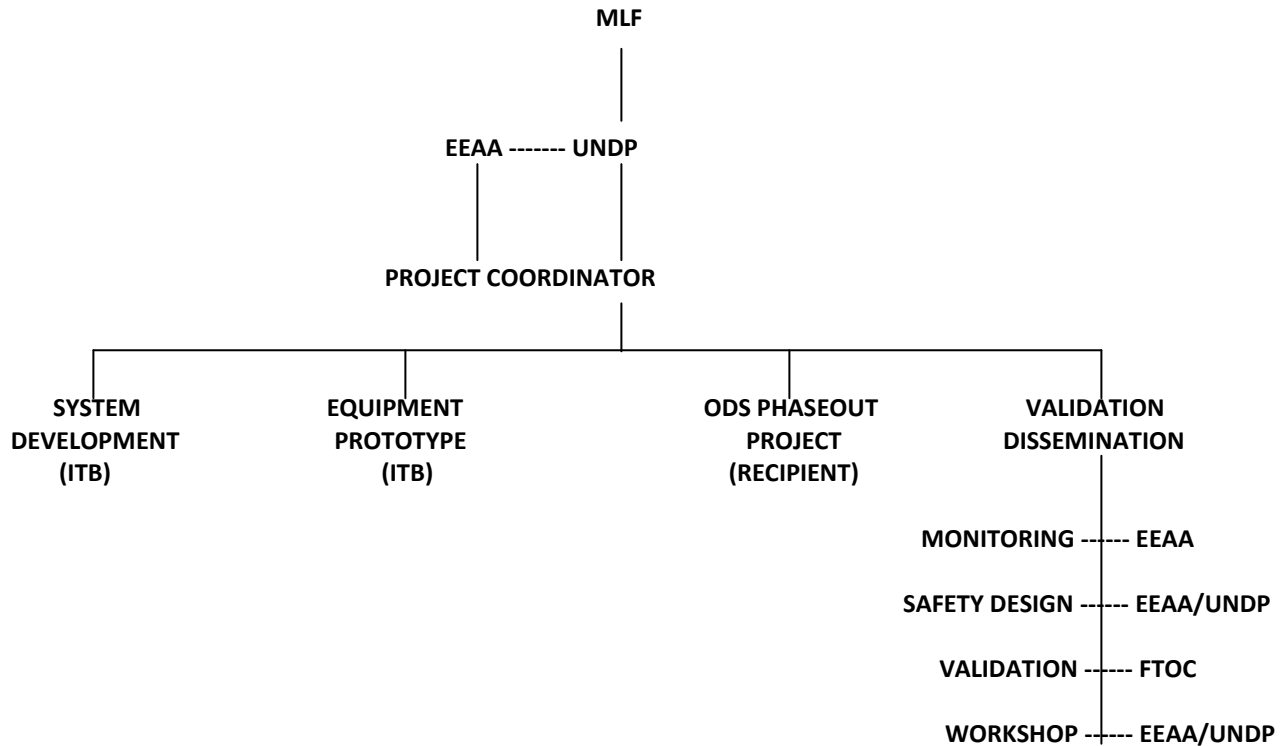 MLF
EEAA ------- UNDP
PROJECT COORDINATOR
SYSTEM
DEVELOPMENT
(ITB)
EQUIPMENT
PROTOTYPE
(ITB)
ODS PHASEOUT
PROJECT
(RECIPIENT)
VALIDATION
DISSEMINATION
MONITORING ------ EEAA
SAFETY DESIGN ------ EEAA/UNDP
VALIDATION ------ FTOC
WORKSHOP ------ EEAA/UNDP